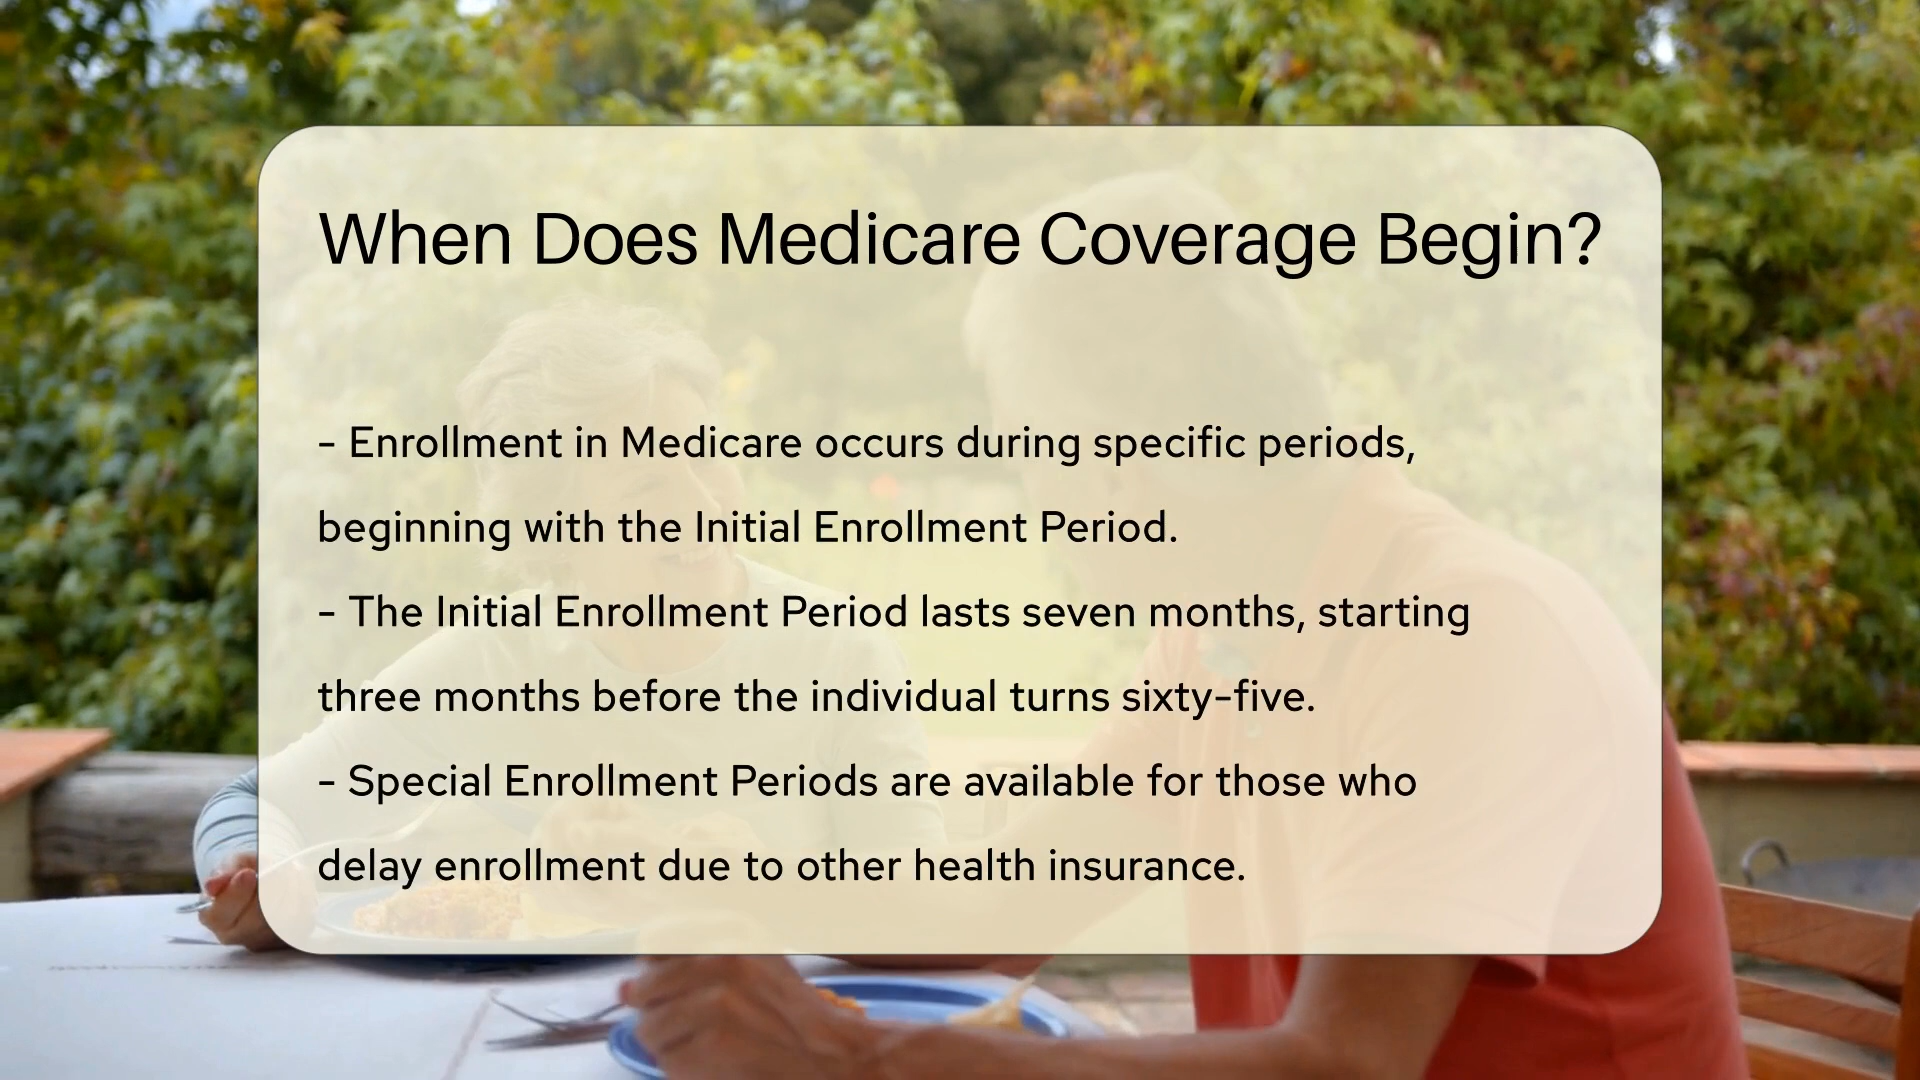 When Does Medicare Coverage Begin?
- Enrollment in Medicare occurs during specific periods,
beginning with the Initial Enrollment Period.
- The Initial Enrollment Period lasts seven months, starting
three months before the individual turns sixty-five.
- Special Enrollment Periods are available for those who
delay enrollment due to other health insurance.